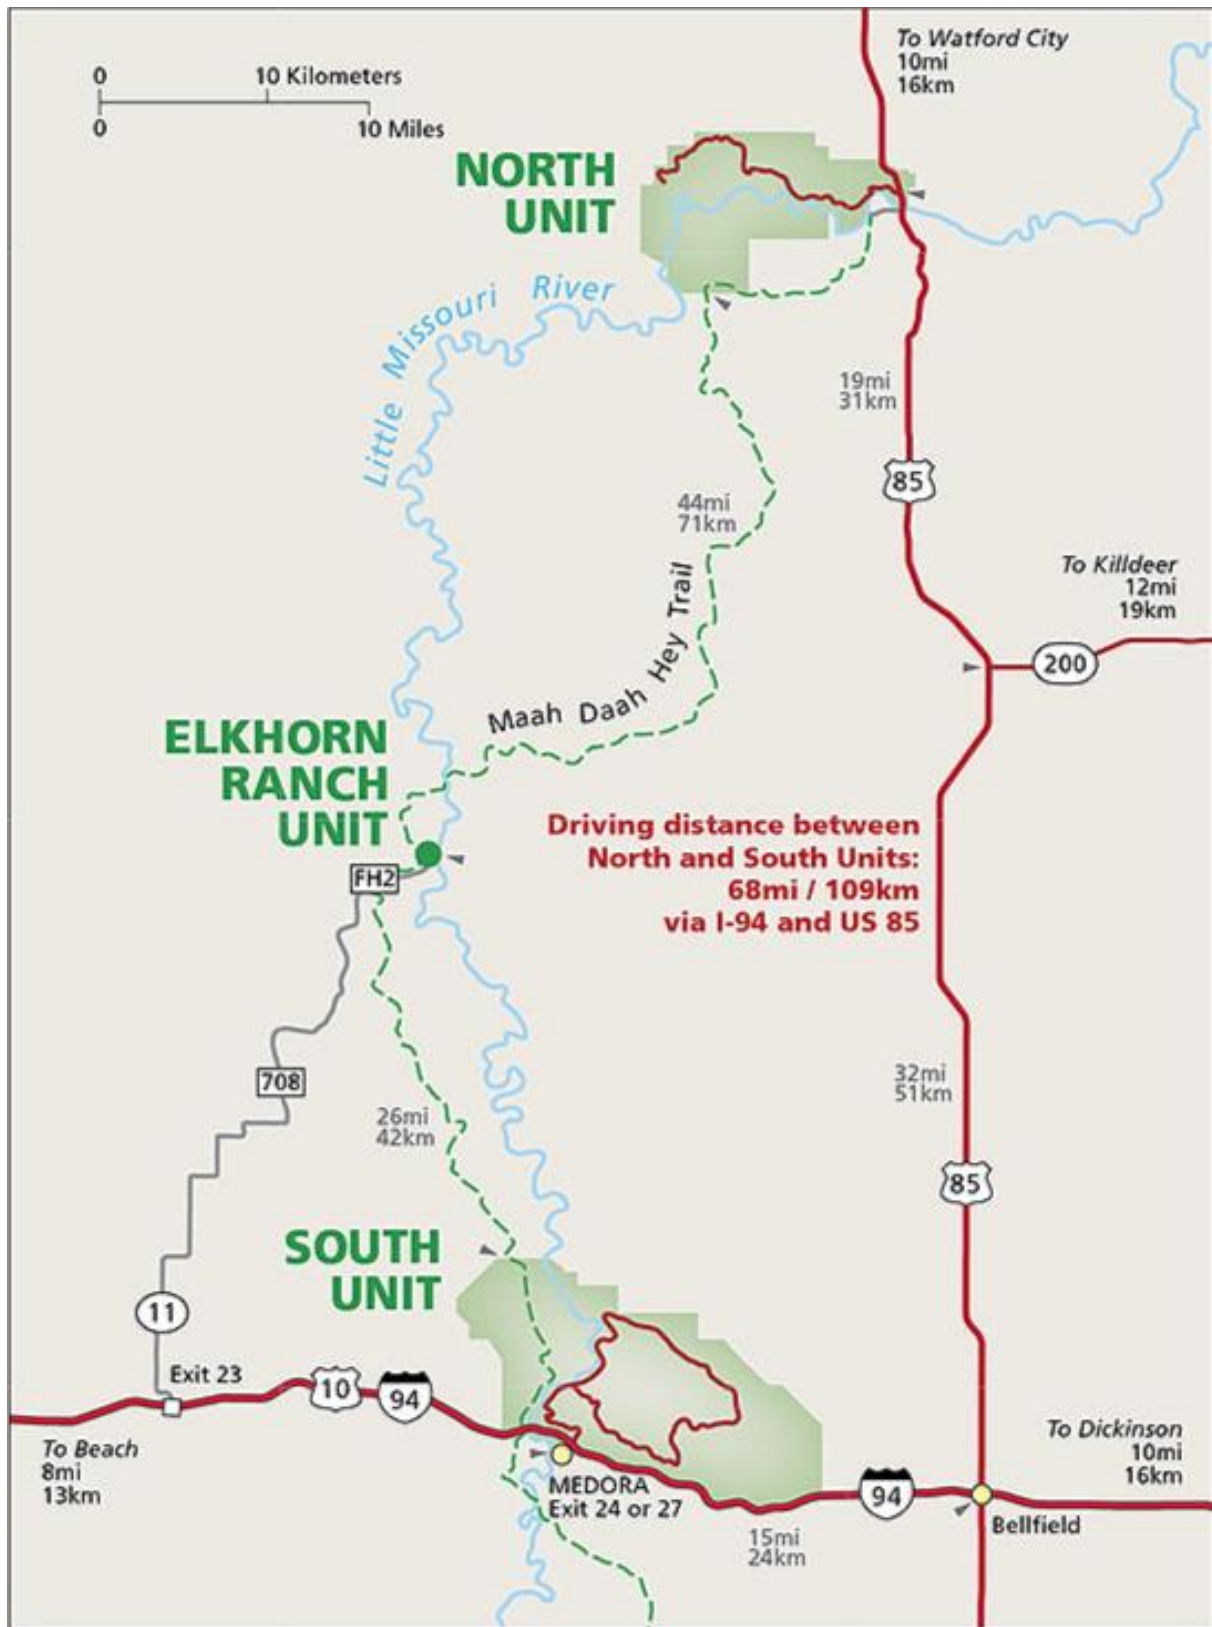 To Watford City
10mi
16km
0 10 Kilometers
0 10 Miles
NORTH
UNIT
Little Missouri River
19mi
31km
85
44mi
71km
To Killdeer
12mi
19km
200
Maah Daah Hey Trail
ELKHORN
RANCH
UNIT
Driving distance between
North and South Units:
68mi / 109km
via I-94 and US 85
FH2
708
32mi
51km
26mi
42km
85
SOUTH
UNIT
11
Exit 23
10
94
To Beach
8mi
13km
MEDORA
Exit 24 or 27
15mi
24km
94
To Dickinson
10mi
16km
Bellfield